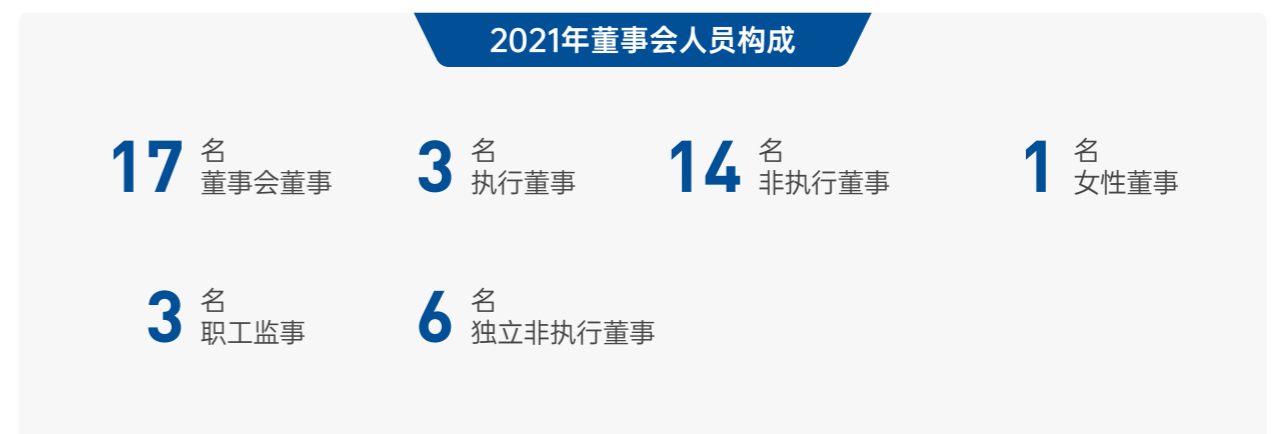 2021年董事会人员构成
17 名
董事会董事
3 名
执行董事
14 名
非执行董事
1 名
女性董事
3 名
职工监事
6 名
独立非执行董事